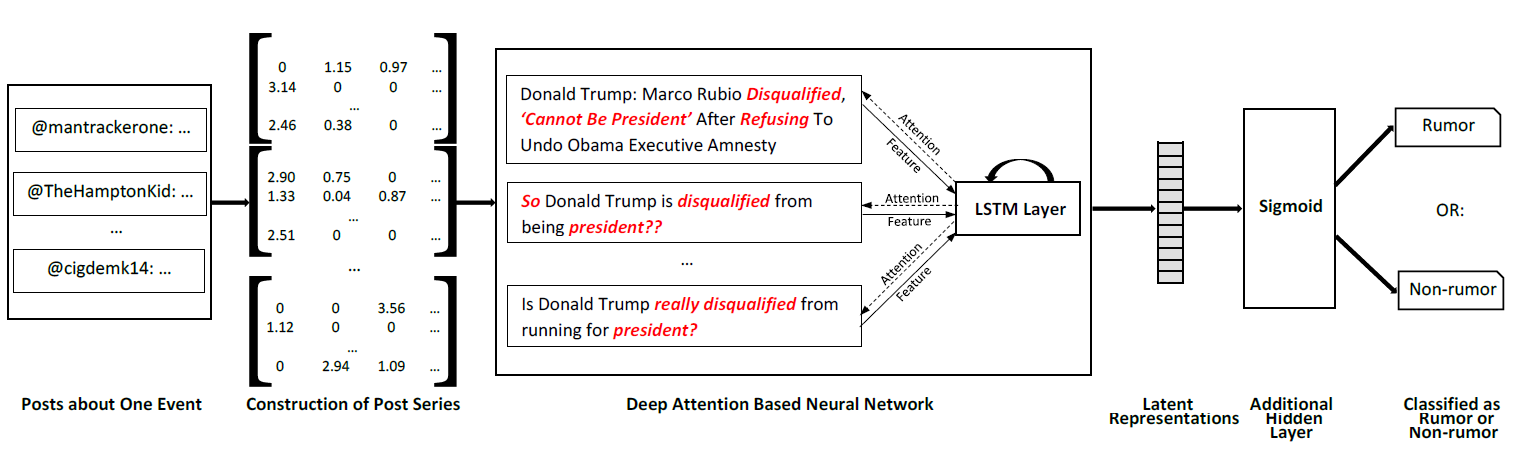 @mantrackerone: ...
@TheHamptonKid: ...
...
@cigdemk14: ...
Posts about One Event
0 1.15 0.97 ...
3.14 0 0 ...
...
2.46 0.38 0 ...
2.90 0.75 0 ...
1.33 0.04 0.87 ...
...
2.51 0 0 ...
...
0 0 3.56 ...
1.12 0 0 ...
...
0 2.94 1.09 ...
Construction of Post Series
Donald Trump: Marco Rubio Disqualified,
‘Cannot Be President’ After Refusing To
Undo Obama Executive Amnesty
So Donald Trump is disqualified from
being president??
...
Is Donald Trump really disqualified from
running for president?
Attention
Feature
Attention
Feature
Attention
Feature
LSTM Layer
Deep Attention Based Neural Network
Latent
Representations
Sigmoid
Additional
Hidden
Layer
Rumor
OR:
Non-rumor
Classified as
Rumor or
Non-rumor